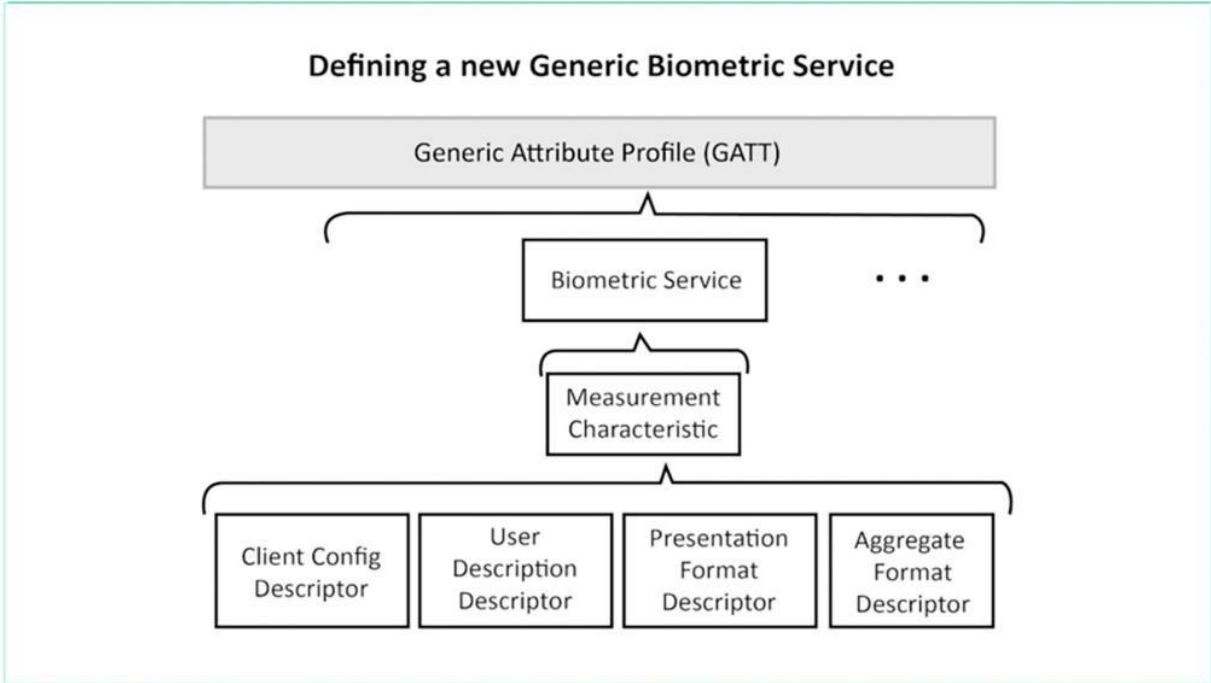 Defining a new Generic Biometric Service
Generic Attribute Profile (GATT)
Biometric Service
. . .
Measurement
Characteristic
Client Config
Descriptor
User
Description
Descriptor
Presentation
Format
Descriptor
Aggregate
Format
Descriptor